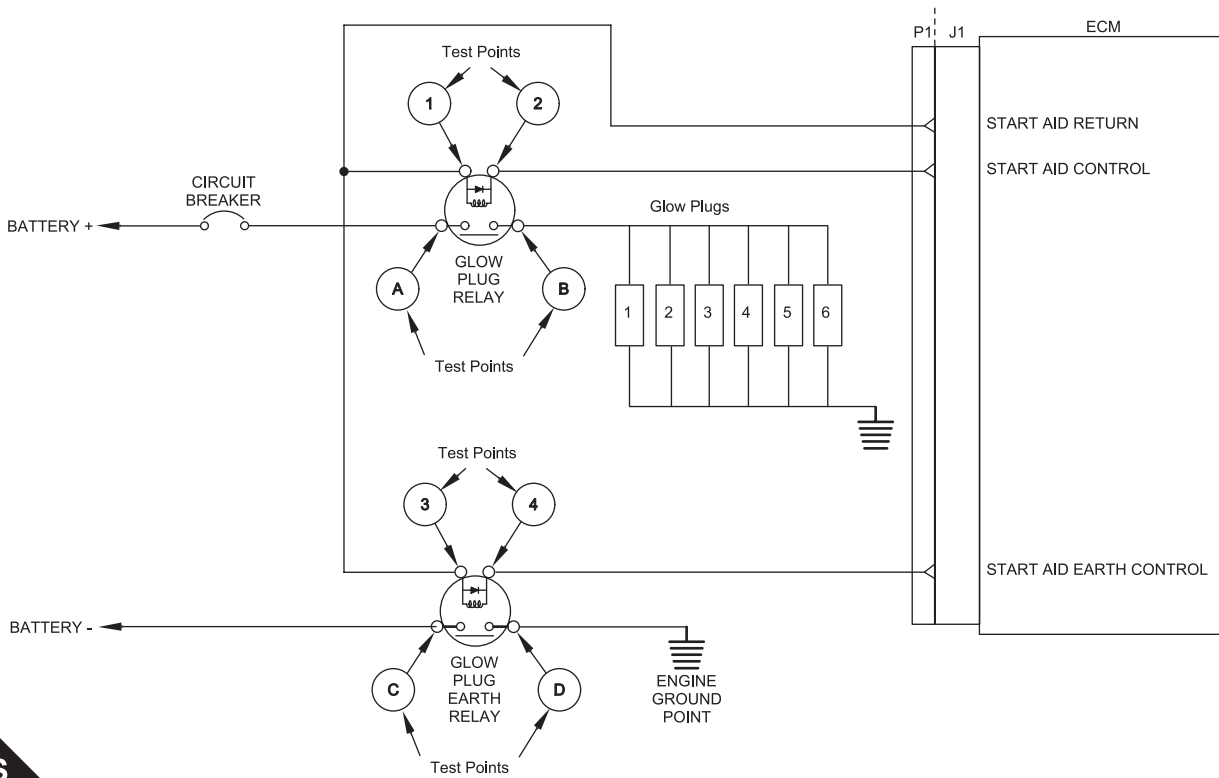 P1
J1
ECM
Test Points
1
2
START AID RETURN
START AID CONTROL
CIRCUIT
BREAKER
BATTERY +
Glow Plugs
GLOW
PLUG
RELAY
A
B
1 2 3 4 5 6
Test Points
Test Points
3
4
START AID EARTH CONTROL
BATTERY -
GLOW
PLUG
EARTH
RELAY
ENGINE
GROUND
POINT
C
D
Test Points
S